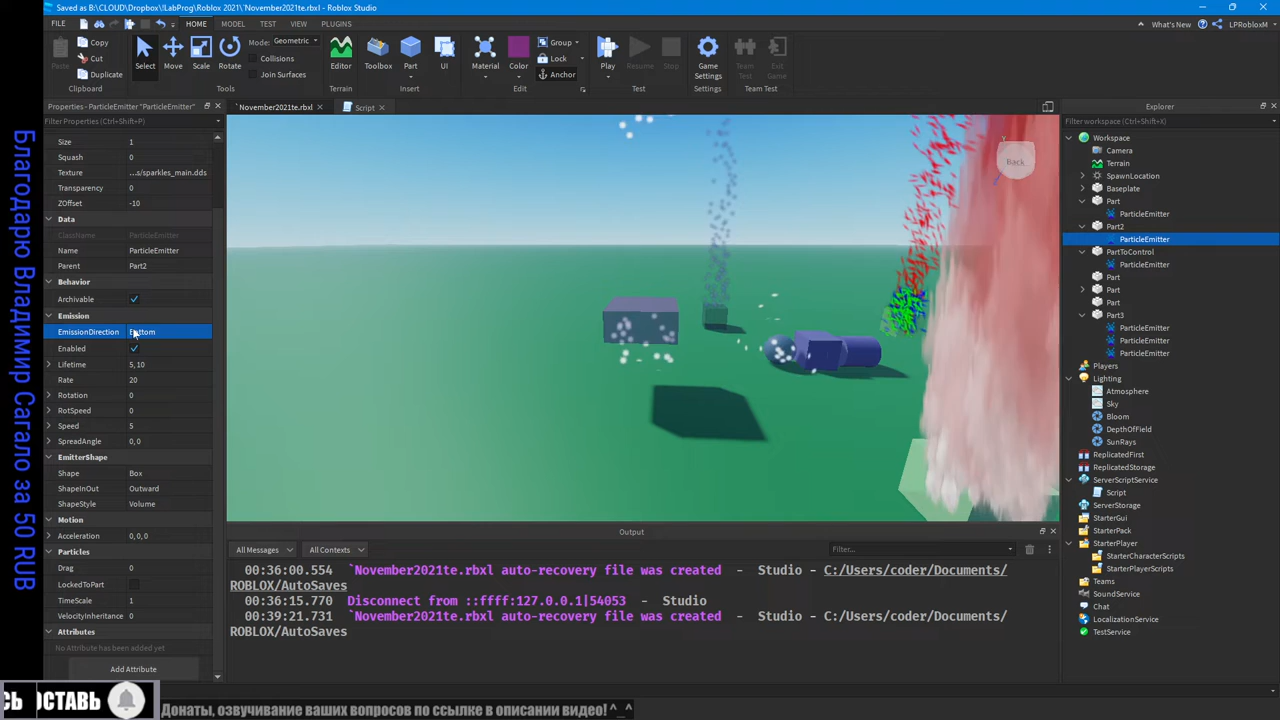 Saved as B:\CLOUD\Dropbox\!LabProg\Roblox 2021\`November2021te.rbxl - Roblox Studio
FILE
HOME
MODEL
TEST
VIEW
PLUGINS
What's New
LPRobloxM
Paste
Copy
Cut
Duplicate
Clipboard
Select
Move
Scale
Rotate
Mode: Geometric
Collisions
Join Surfaces
Tools
Editor
Terrain
Toolbox
Part
UI
Insert
Material
Color
Group
Lock
Anchor
Edit
Play
Resume
Stop
Test
Game Settings
Settings
Team Test
Exit Game
Team Test
Properties - ParticleEmitter "ParticleEmitter"
Filter Properties (Ctrl+Shift+P)
Size 1
Squash 0
Texture ...s/sparkles_main.dds
Transparency 0
ZOffset -10
Data
ClassName ParticleEmitter
Name ParticleEmitter
Parent Part2
Behavior
Archivable
Emission
EmissionDirection Bottom
Enabled
Lifetime 5, 10
Rate 20
Rotation 0
RotSpeed 0
Speed 5
SpreadAngle 0, 0
EmitterShape
Shape Box
ShapeInOut Outward
ShapeStyle Volume
Motion
Acceleration 0, 0, 0
Particles
Drag 0
LockedToPart
TimeScale 1
VelocityInheritance 0
Attributes
No Attribute has been added yet
Add Attribute
`November2021te.rbxl
Script
Back
Output
All Messages
All Contexts
Filter...
00:36:00.554 `November2021te.rbxl auto-recovery file was created - Studio - C:/Users/coder/Documents/
ROBLOX/AutoSaves
00:36:15.770 Disconnect from ::ffff:127.0.0.1|54053 - Studio
00:39:21.731 `November2021te.rbxl auto-recovery file was created - Studio - C:/Users/coder/Documents/
ROBLOX/AutoSaves
Explorer
Filter workspace (Ctrl+Shift+X)
Workspace
Camera
Terrain
SpawnLocation
Baseplate
Part
ParticleEmitter
Part2
ParticleEmitter
PartToControl
ParticleEmitter
Part
Part
Part
Part3
ParticleEmitter
ParticleEmitter
ParticleEmitter
Players
Lighting
Atmosphere
Sky
Bloom
DepthOfField
SunRays
ReplicatedFirst
ReplicatedStorage
ServerScriptService
Script
ServerStorage
StarterGui
StarterPack
StarterPlayer
StarterCharacterScripts
StarterPlayerScripts
Teams
SoundService
Chat
LocalizationService
TestService
Благодарю Владимир Сагало за 50 RUB
СЬ ОСТАВЬ
Донаты, озвучивание ваших вопросов по ссылке в описании видео! ^_^